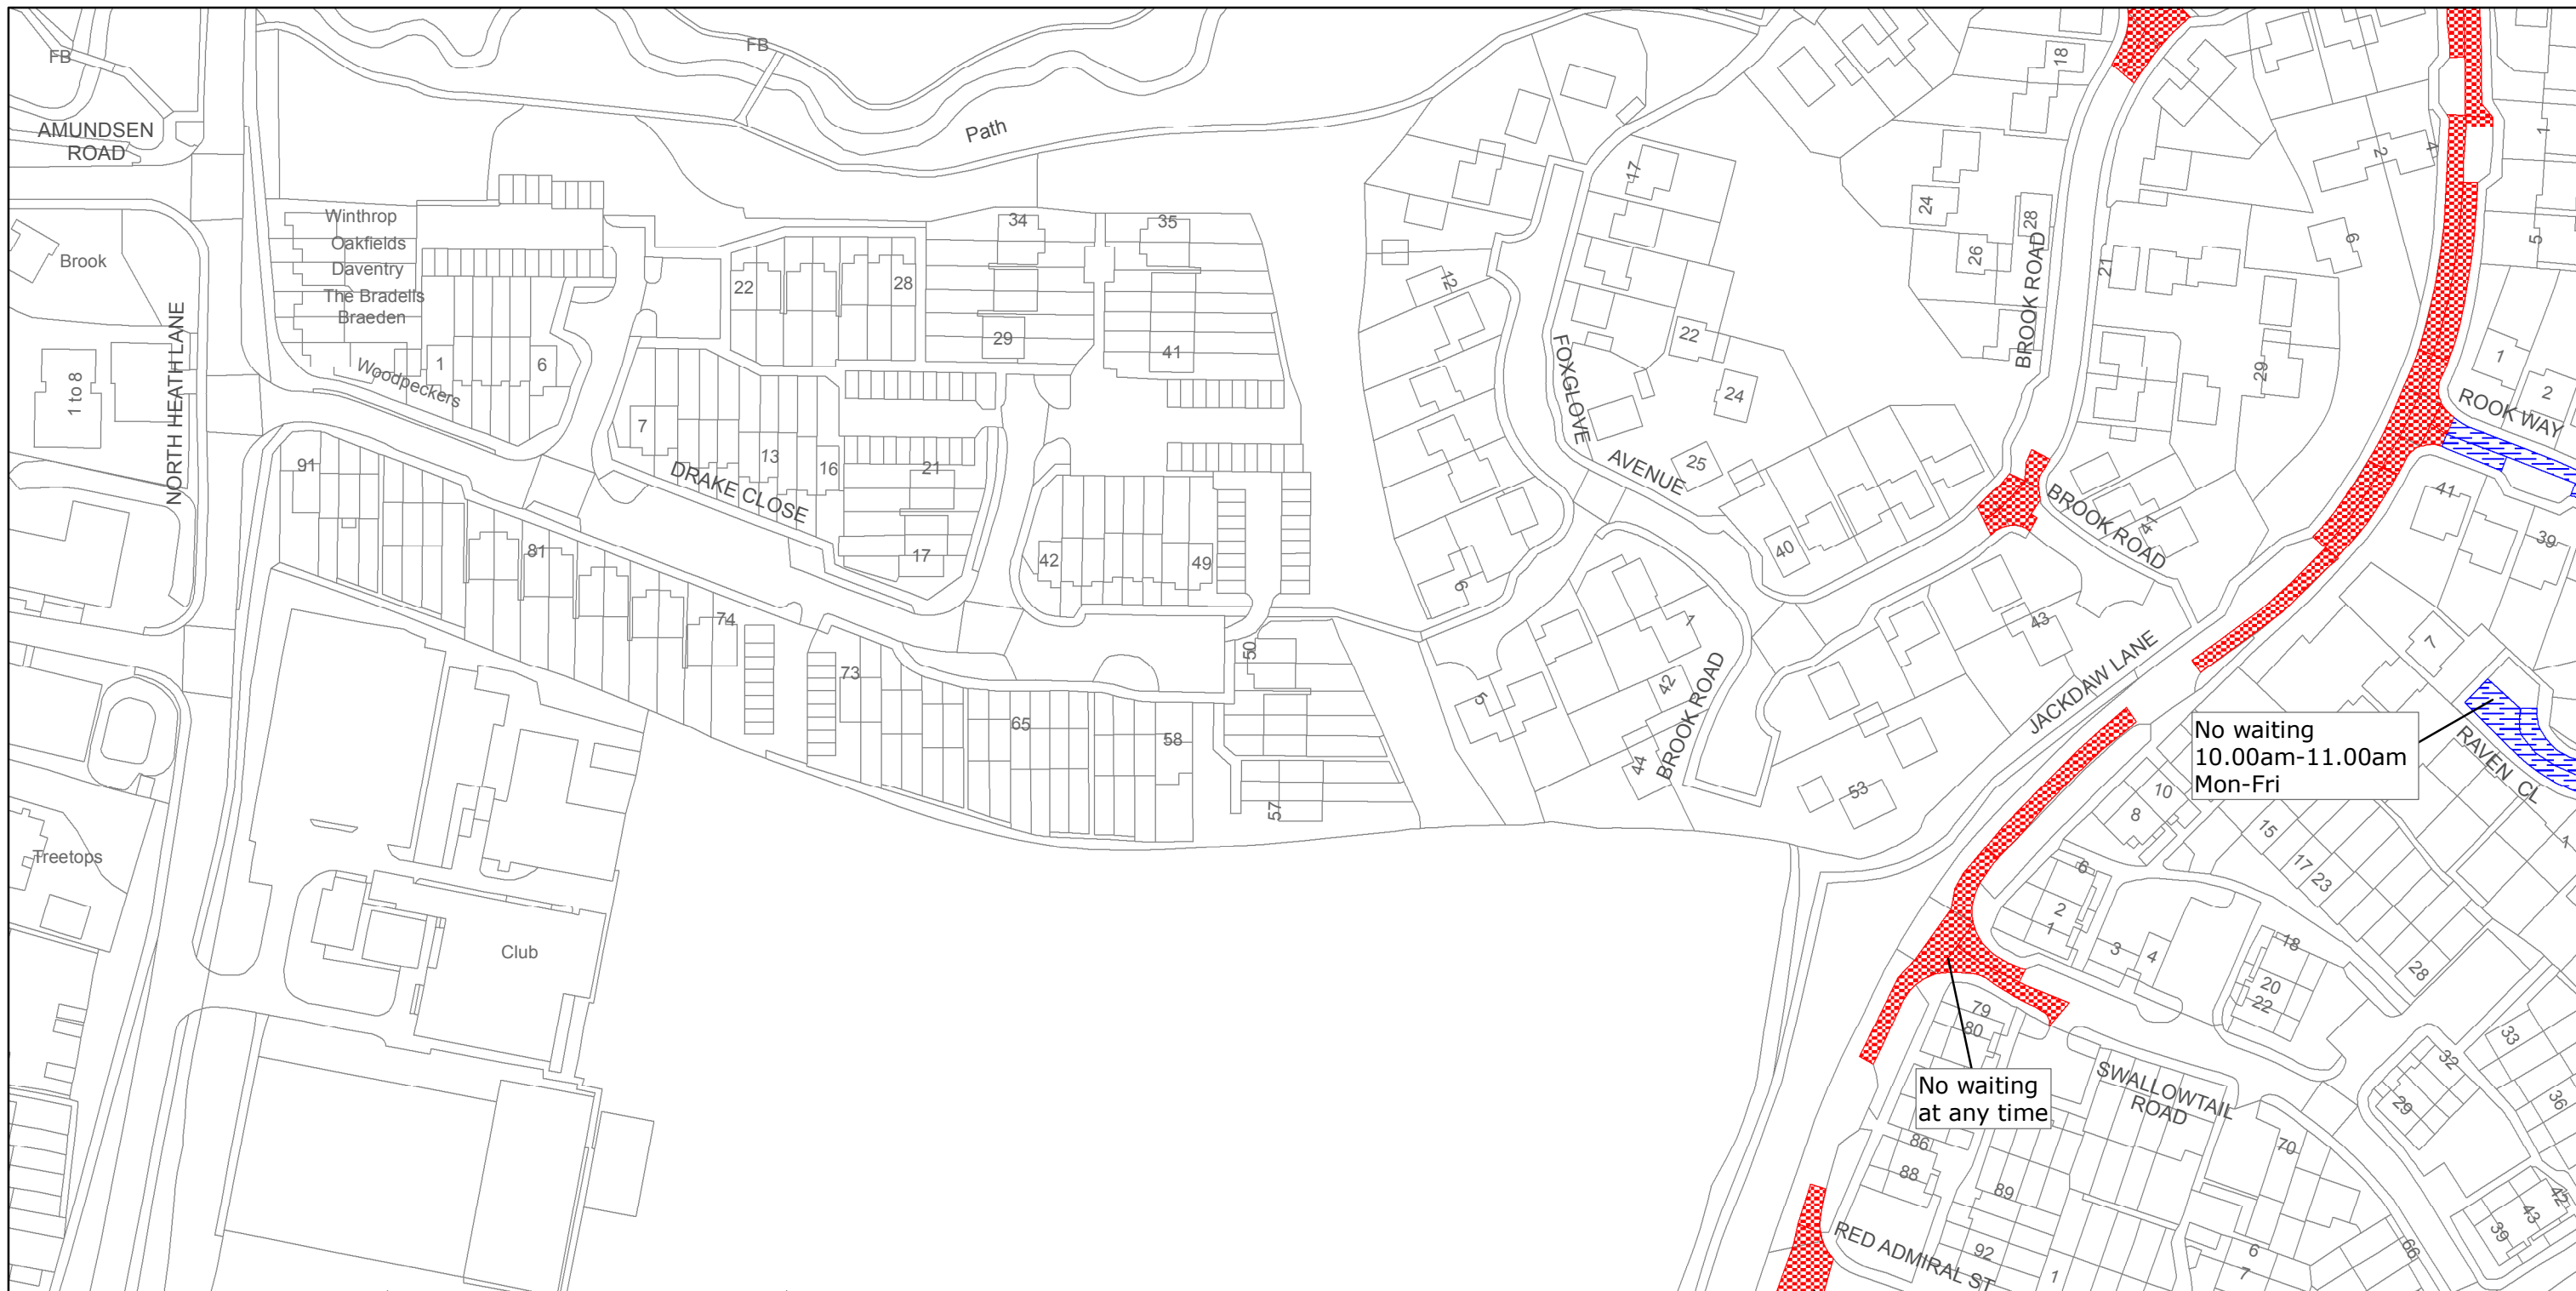 FB
FB
18
AMUNDSEN
ROAD
Path
1
2
4
17
Winthrop
34
35
24
28
Oakfields
Brook
Daventry
22
28
12
26
21
6
5
The Bradells
Braeden
29
41
22
BROOK ROAD
NORTH HEATH LANE
1 to 8
Woodpeckers
1
6
FOXGLOVE
AVENUE
24
29
1
2
ROOK WAY
7
13
16
21
91
DRAKE CLOSE
25
BROOK ROAD
41
41
39
81
17
42
49
40
6
74
50
1
43
7
73
5
42
BROOK ROAD
JACKDAW LANE
65
58
44
57
53
No waiting
10.00am-11.00am
Mon-Fri
RAVEN CL
10
8
15
17
23
1
Treetops
6
2
1
3
4
18
20
22
28
Club
79
80
33
32
36
29
No waiting
at any time
SWALLOWTAIL
ROAD
86
88
89
70
92
RED ADMIRAL ST
1
6
7
66
39
43
42